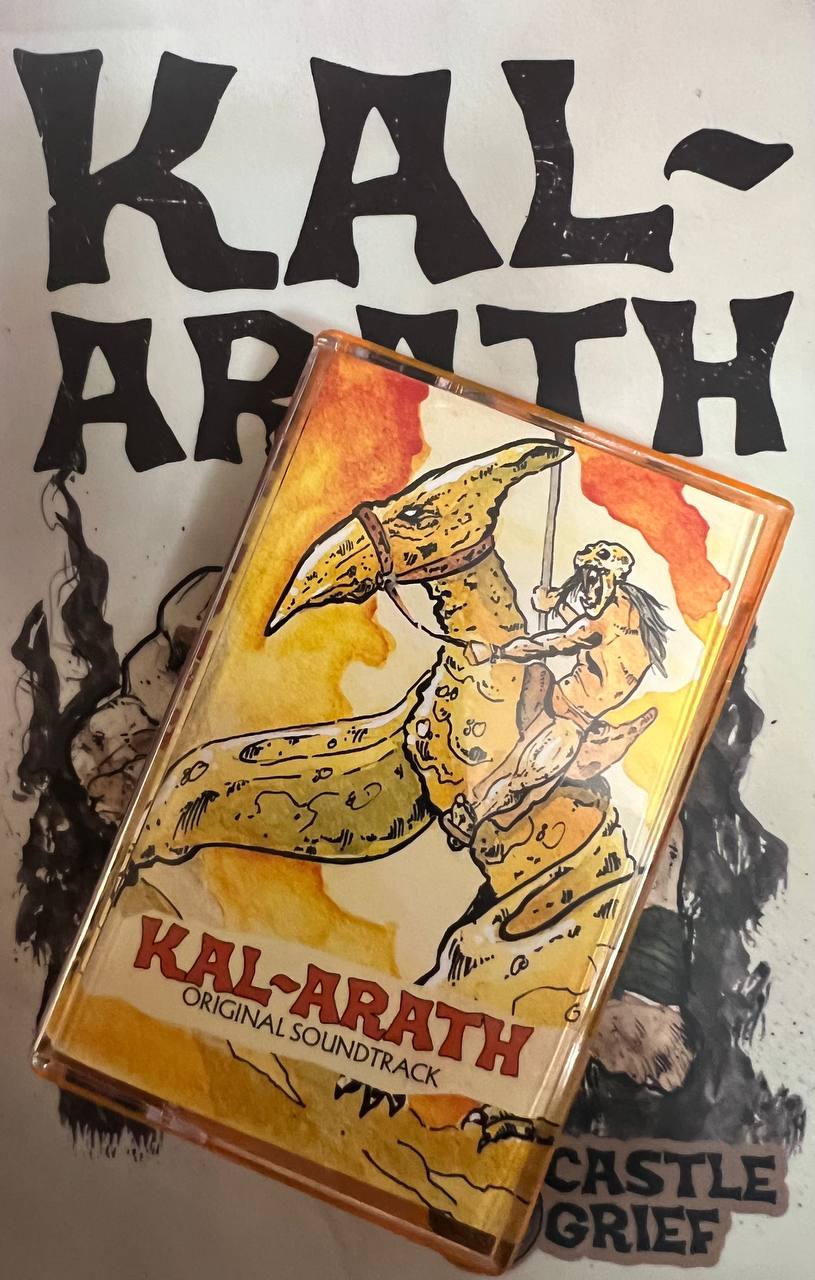 KAL-
ARATH
KAL-ARATH
ORIGINAL SOUNDTRACK
G
CASTLE
GRIEF